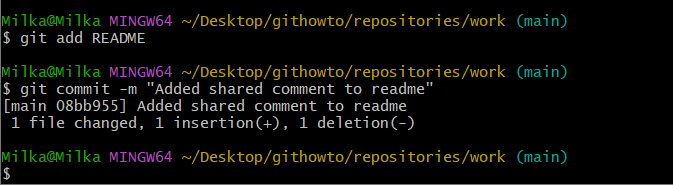 Milka@Milka MINGW64 ~/Desktop/githowto/repositories/work (main)
$ git add README
Milka@Milka MINGW64 ~/Desktop/githowto/repositories/work (main)
$ git commit -m "Added shared comment to readme"
[main 08bb955] Added shared comment to readme
 1 file changed, 1 insertion(+), 1 deletion(-)
Milka@Milka MINGW64 ~/Desktop/githowto/repositories/work (main)
$